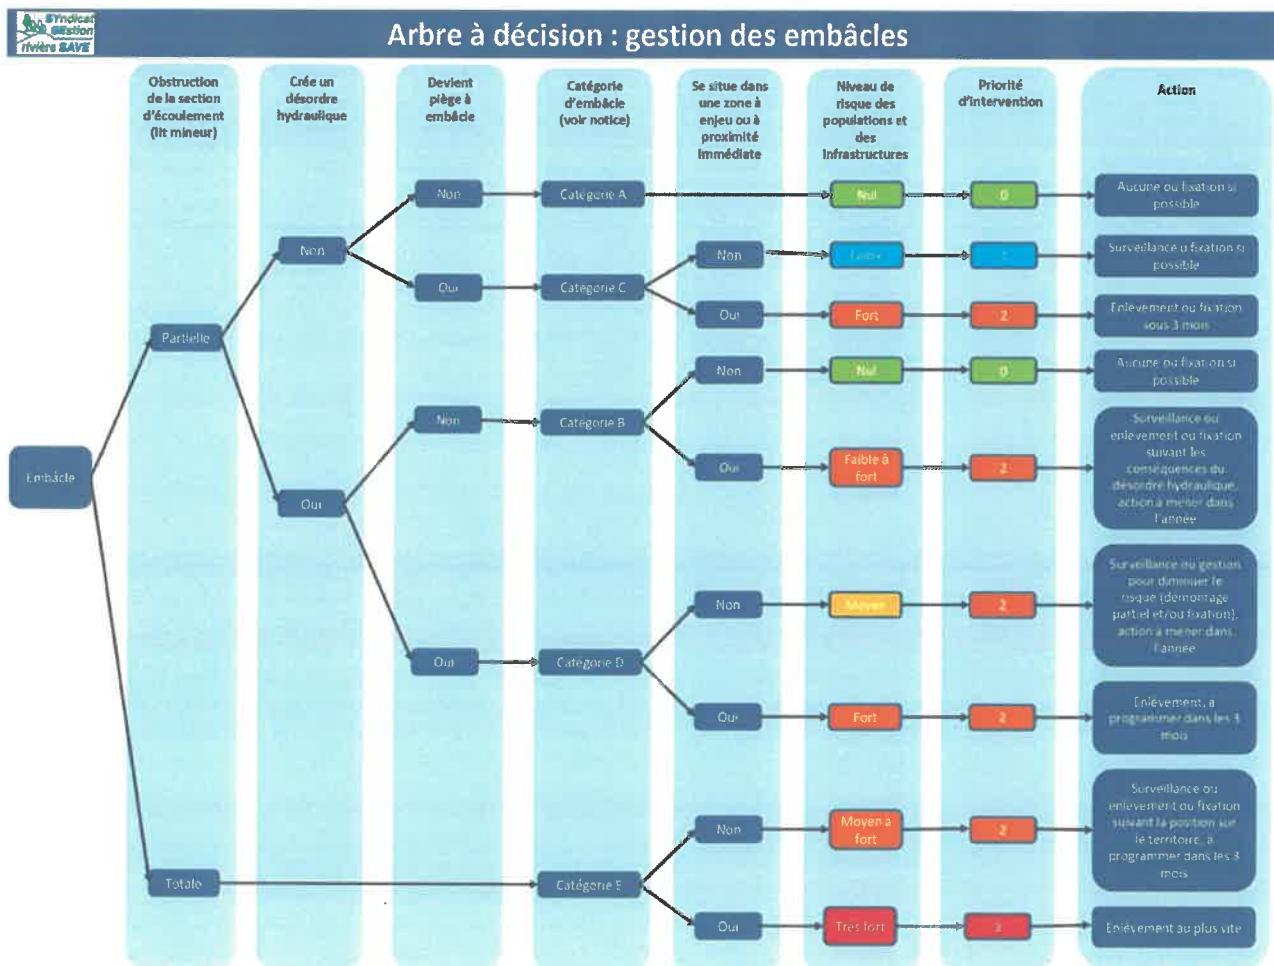 SYndicat
GEstion
rivière SAVE
Arbre à décision : gestion des embâcles
Obstruction
de la section
d'écoulement
(lit mineur)
Crée un
désordre
hydraulique
Devient
piège à
embâcle
Catégorie
d'embâcle
(voir notice)
Se situe dans
une zone à
enjeu ou à
proximité
immédiate
Niveau de
risque des
populations et
des
infrastructures
Priorité
d'intervention
Action
Non
Catégorie A
Nul
0
Aucune ou fixation si
possible
Non
Non
Faible
1
Surveillance u fixation si
possible
Oui
Catégorie C
Oui
Fort
2
Enlèvement ou fixation
sous 3 mois
Partielle
Non
Nul
0
Aucune ou fixation si
possible
Non
Catégorie B
Oui
Faible à
fort
2
Surveillance ou
enlèvement ou fixation
suivant les
conséquences du
désordre hydraulique,
action à mener dans
l'année
Embâcle
Oui
Non
Moyen
2
Surveillance ou gestion
pour diminuer le
risque (démontage
partiel et/ou fixation),
action à mener dans
l'année
Oui
Catégorie D
Oui
Fort
2
Enlèvement, à
programmer dans les 3
mois
Non
Moyen à
fort
2
Surveillance ou
enlèvement ou fixation
suivant la position sur
le territoire, à
programmer dans les 3
mois
Totale
Catégorie E
Oui
Très fort
3
Enlèvement au plus vite